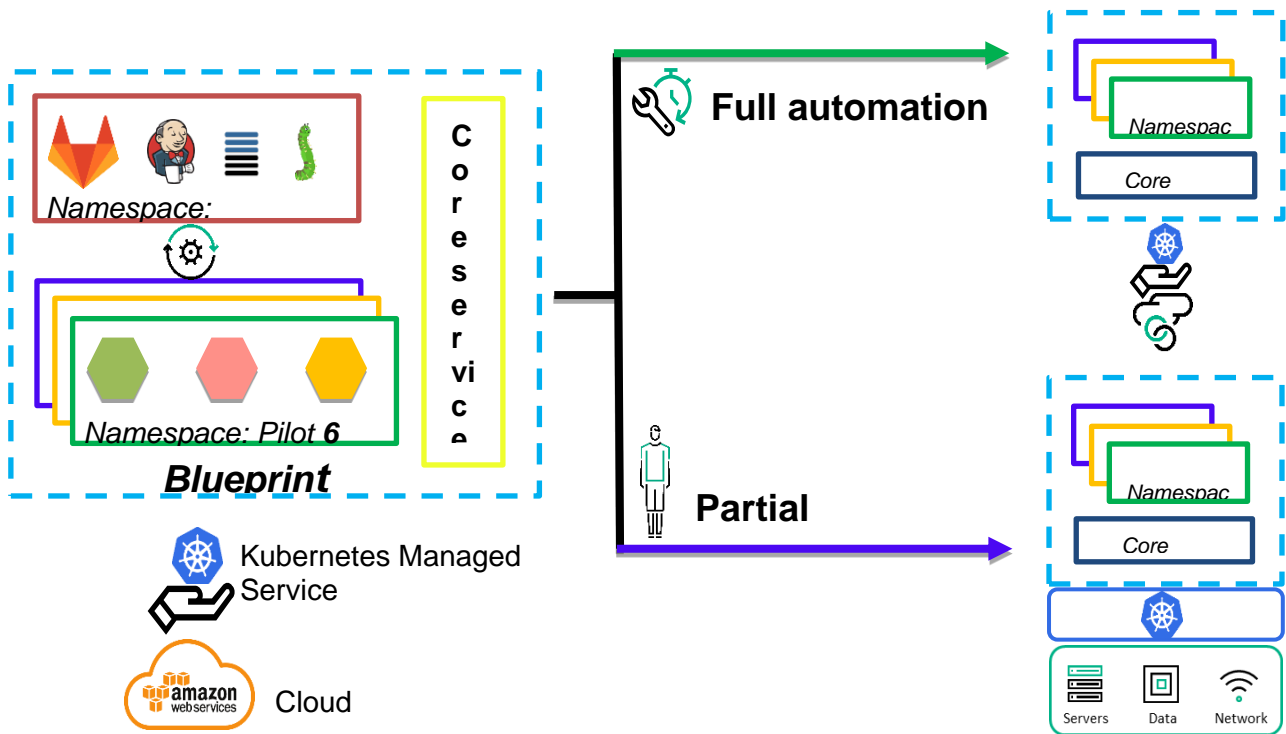 Namespace:
Namespace: Pilot 6
Blueprint
C
o
r
e
s
e
r
vi
c
e
Kubernetes Managed
Service
amazon
webservices
Cloud
Full automation
Partial
Namespac
Core
Namespac
Core
Servers
Data
Network